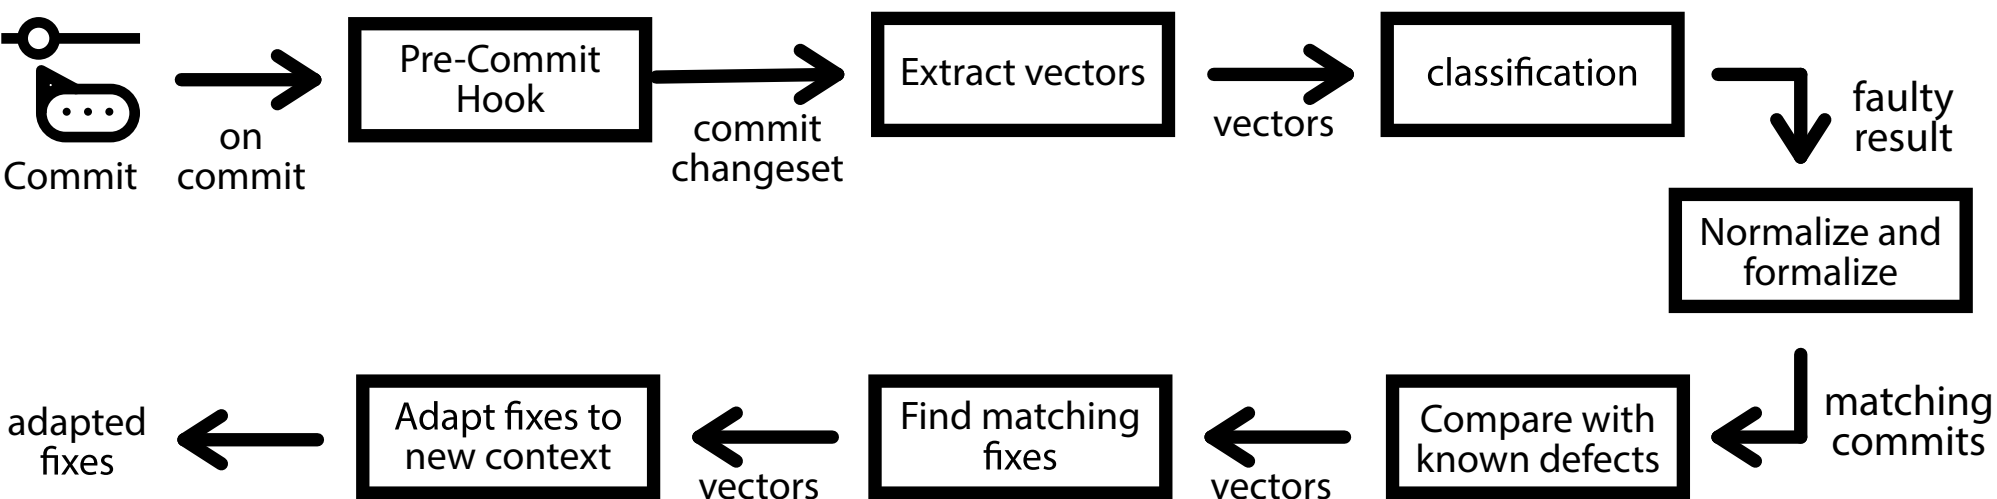 Commit
on
commit
Pre-Commit
Hook
commit
changeset
Extract vectors
vectors
classification
faulty
result
Normalize and
formalize
matching
commits
Compare with
known defects
vectors
Find matching
fixes
vectors
Adapt fixes to
new context
adapted
fixes